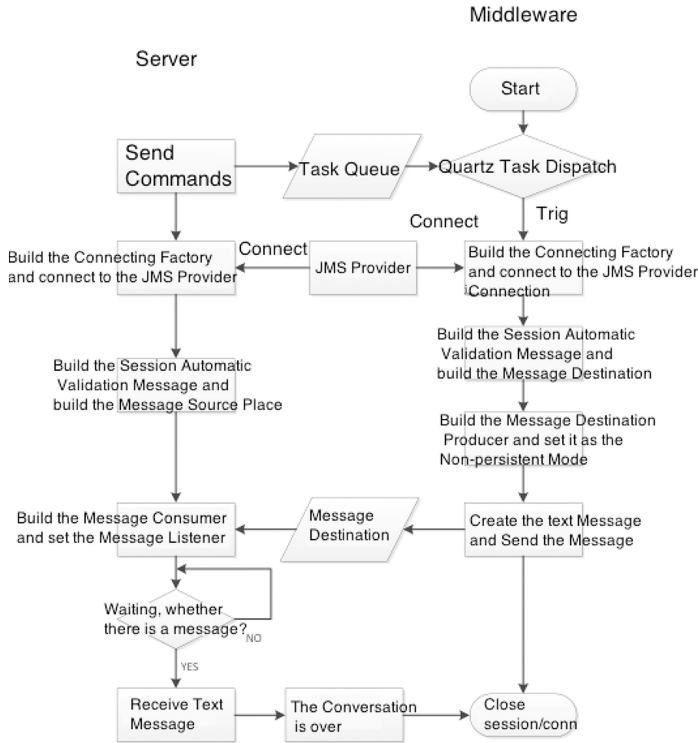 Middleware
Server
Start
Send
Commands
Task Queue
Quartz Task Dispatch
Connect
Trig
Build the Connecting Factory
and connect to the JMS Provider
Connect
JMS Provider
Build the Connecting Factory
and connect to the JMS Provider
Connection
Build the Session Automatic
Validation Message and
build the Message Source Place
Build the Session Automatic
Validation Message and
build the Message Destination
Build the Message Destination
Producer and set it as the
Non-persistent Mode
Build the Message Consumer
and set the Message Listener
Message
Destination
Create the text Message
and Send the Message
Waiting, whether
there is a message?
NO
YES
Receive Text
Message
The Conversation
is over
Close
session/conn